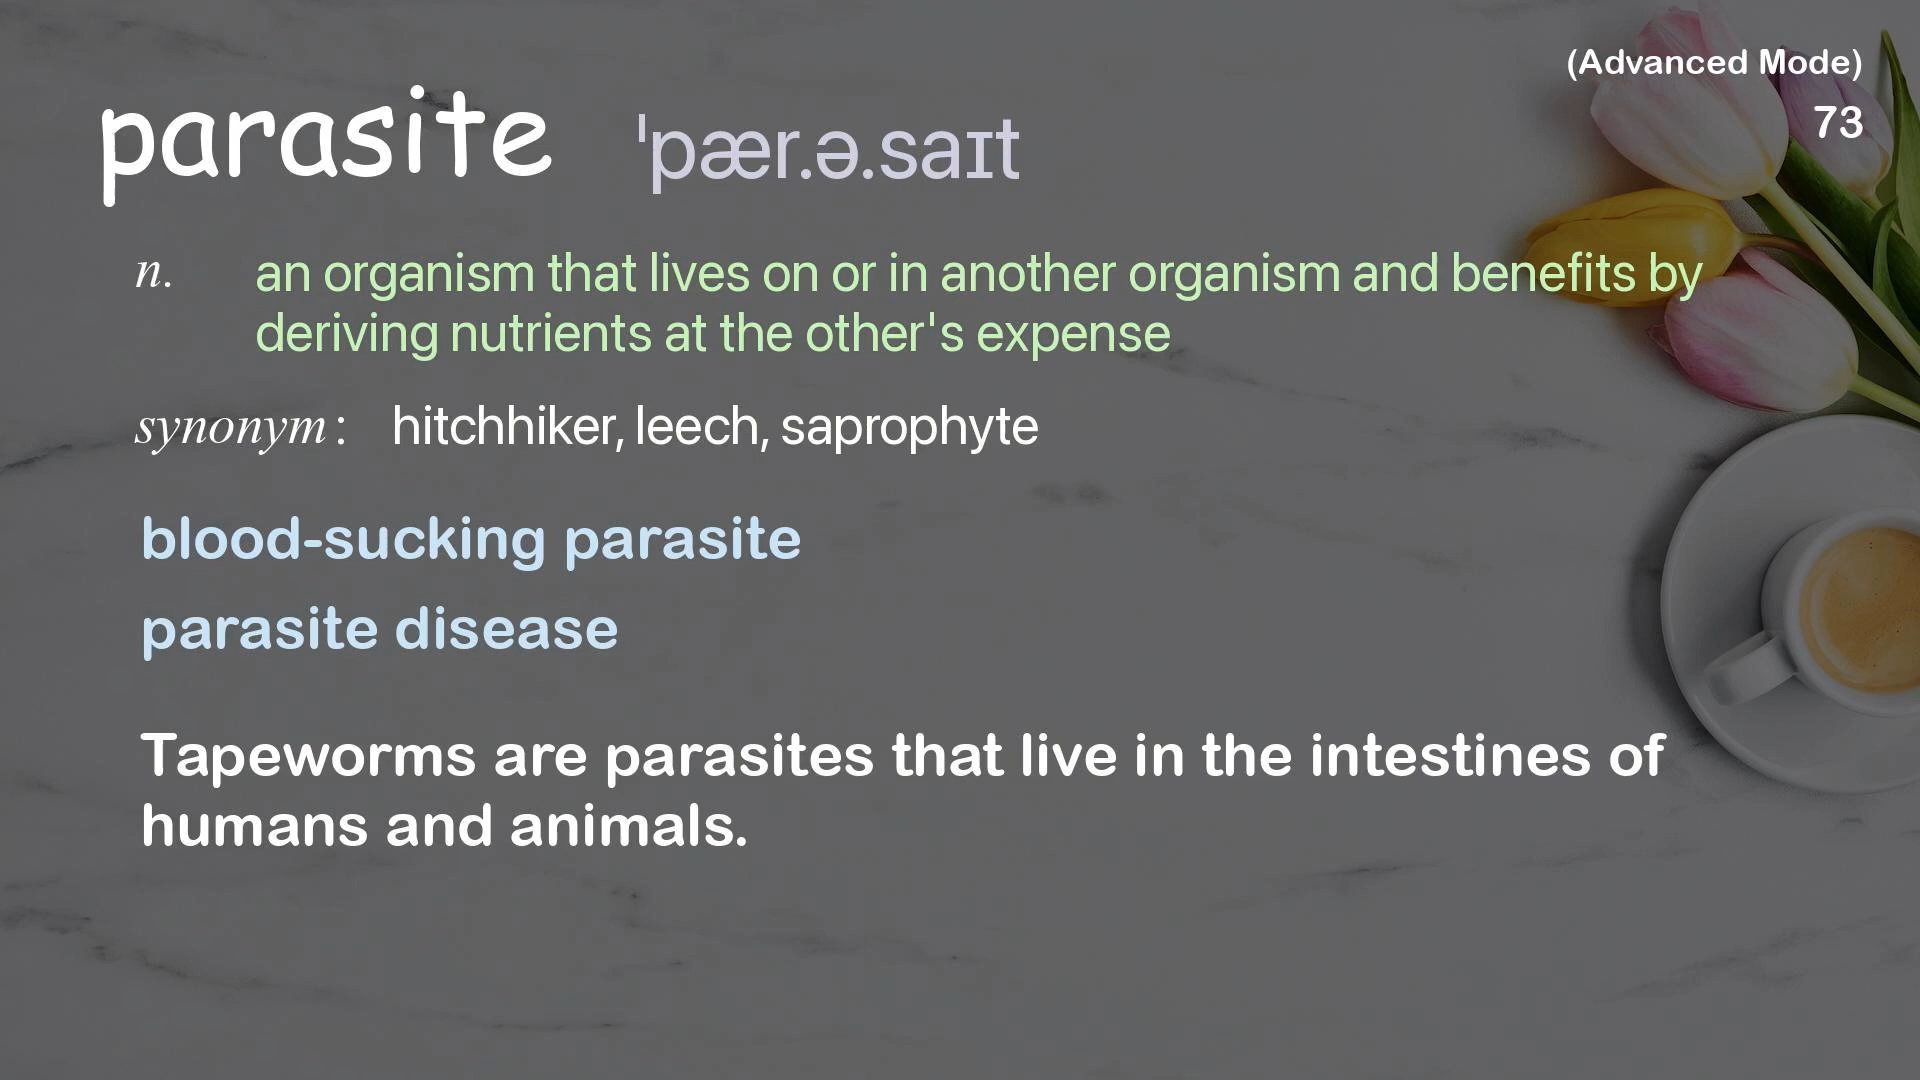 (Advanced Mode)
parasite ˈpær.ə.saɪt
73
n. an organism that lives on or in another organism and benefits by
deriving nutrients at the other's expense
synonym: hitchhiker, leech, saprophyte
blood-sucking parasite
parasite disease
Tapeworms are parasites that live in the intestines of
humans and animals.